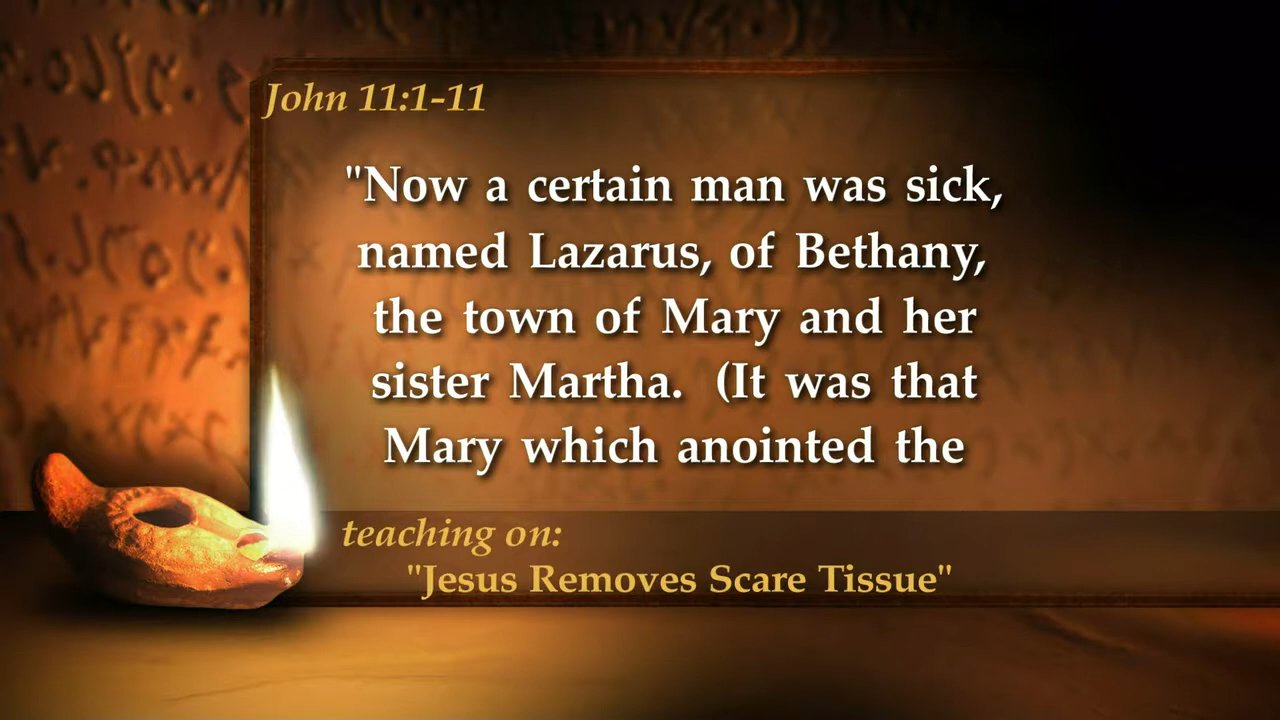 John 11:1-11
"Now a certain man was sick,
named Lazarus, of Bethany,
the town of Mary and her
sister Martha. (It was that
Mary which anointed the
teaching on:
"Jesus Removes Scare Tissue"